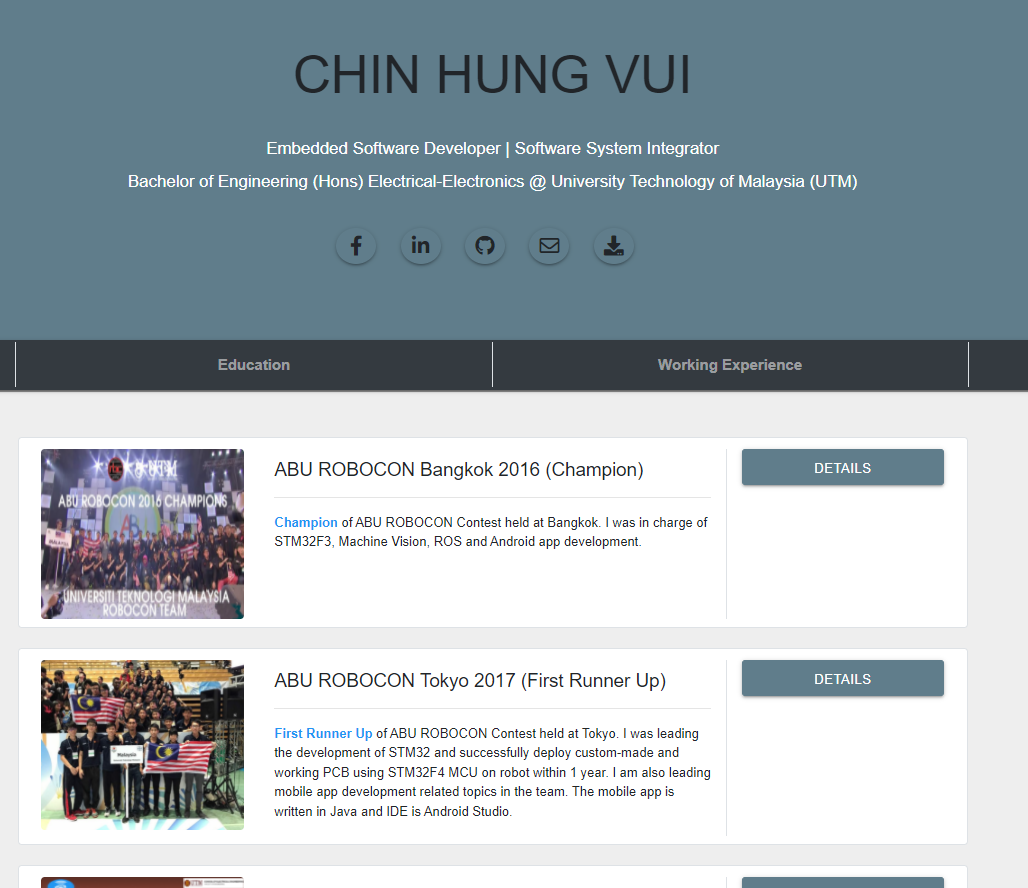 CHIN HUNG VUI
Embedded Software Developer | Software System Integrator
Bachelor of Engineering (Hons) Electrical-Electronics @ University Technology of Malaysia (UTM)
Education
Working Experience
ABU ROBOCON 2016 CHAMPIONS
MALAYSIA
UNIVERSITI TEKNOLOGI MALAYSIA
ROBOCON TEAM
ABU ROBOCON Bangkok 2016 (Champion)
Champion of ABU ROBOCON Contest held at Bangkok. I was in charge of
STM32F3, Machine Vision, ROS and Android app development.
DETAILS
Malaysia
ABU ROBOCON Tokyo 2017 (First Runner Up)
First Runner Up of ABU ROBOCON Contest held at Tokyo. I was leading
the development of STM32 and successfully deploy custom-made and
working PCB using STM32F4 MCU on robot within 1 year. I am also leading
mobile app development related topics in the team. The mobile app is
written in Java and IDE is Android Studio.
DETAILS